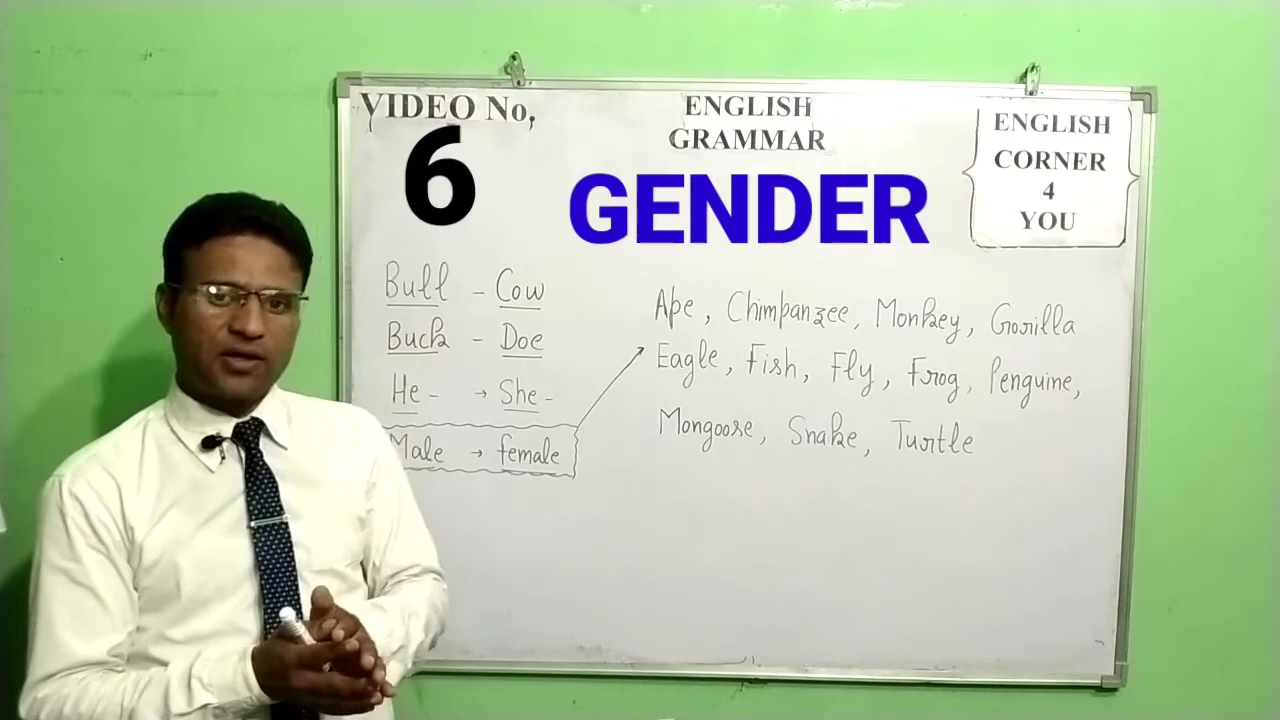 VIDEO No,
6
ENGLISH
GRAMMAR
GENDER
ENGLISH
CORNER
4
YOU
Bull - Cow
Buck - Doe
He - → She -
Male → female
Ape, Chimpanzee, Monkey, Gorilla
Eagle, Fish, Fly, Frog, Penguine,
Mongoose, Snake, Turtle